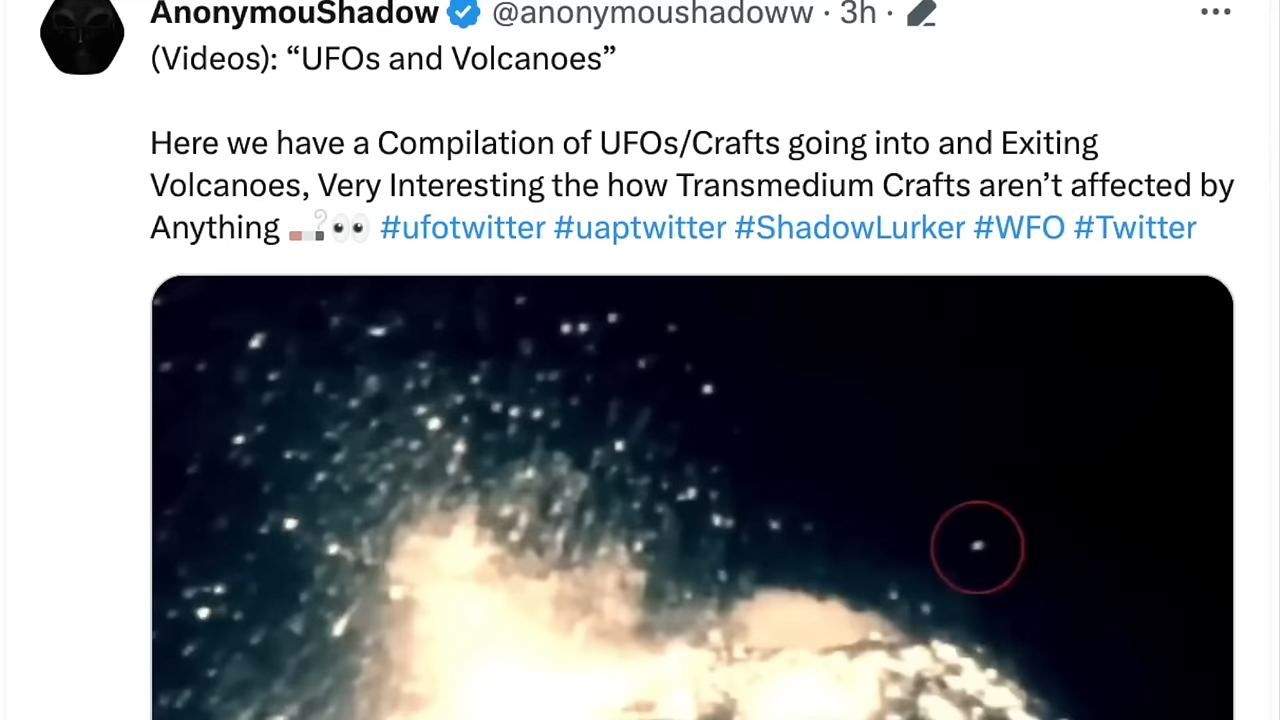 AnonymouShadow @anonymoushadoww · 3h ·
(Videos): “UFOs and Volcanoes”
Here we have a Compilation of UFOs/Crafts going into and Exiting
Volcanoes, Very Interesting the how Transmedium Crafts aren’t affected by
Anything 🚬👀 #ufotwitter #uaptwitter #ShadowLurker #WFO #Twitter